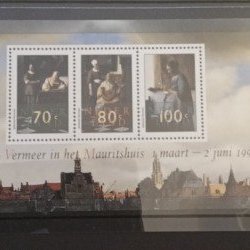 70c 80c 100c
Vermeer in het Mauritshuis 1 maart – 2 juni